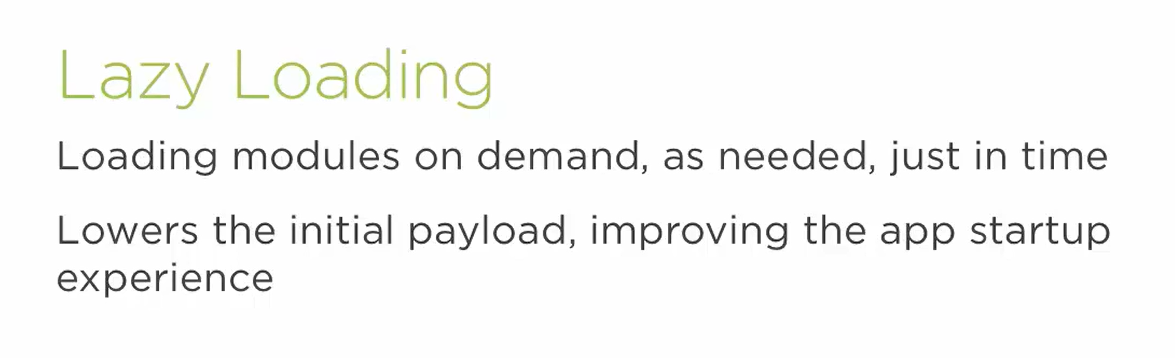 Lazy Loading
Loading modules on demand, as needed, just in time
Lowers the initial payload, improving the app startup
experience